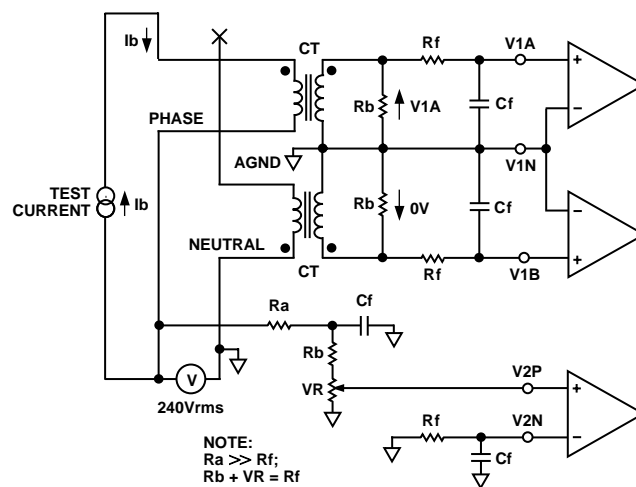 Ib
CT
Rf
V1A
Rb
V1A
Cf
PHASE
AGND
V1N
TEST
CURRENT
Ib
Rb
0V
Cf
NEUTRAL
CT
Rf
V1B
Ra
Cf
Rb
V
240Vrms
VR
V2P
Rf
V2N
Cf
NOTE:
Ra >> Rf;
Rb + VR = Rf